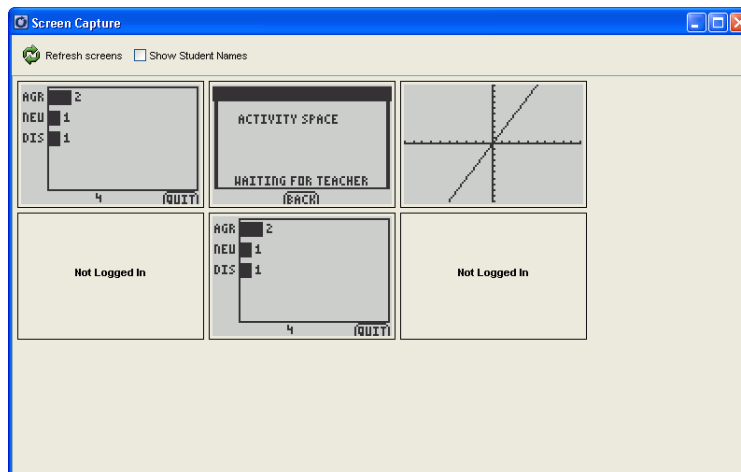 Screen Capture
Refresh screens Show Student Names
AGR 2
NEU 1
DIS 1
4 (QUIT)
ACTIVITY SPACE
WAITING FOR TEACHER
(BACK)
Not Logged In
AGR 2
NEU 1
DIS 1
4 (QUIT)
Not Logged In